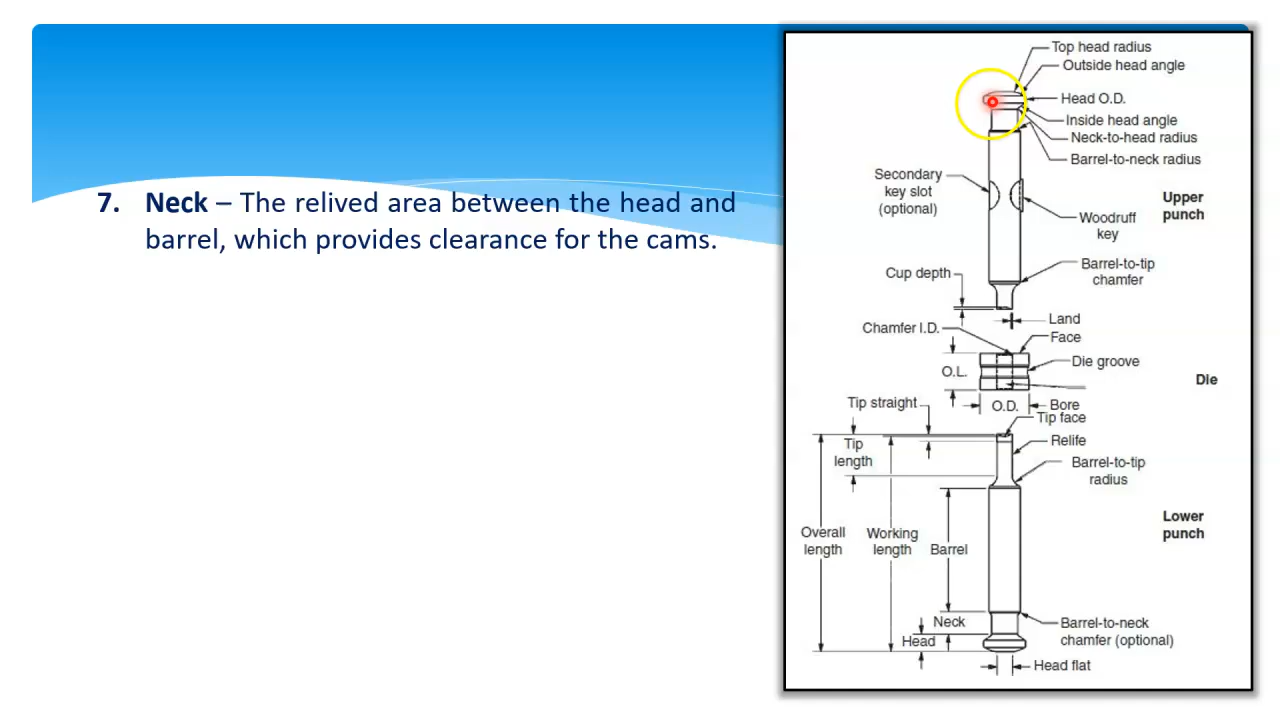 7. Neck – The relived area between the head and
barrel, which provides clearance for the cams.
Top head radius
Outside head angle
Head O.D.
Inside head angle
Neck-to-head radius
Barrel-to-neck radius
Secondary
key slot
(optional)
Upper
punch
Woodruff
key
Barrel-to-tip
chamfer
Cup depth
Land
Chamfer I.D.
Face
Die groove
O.L.
Die
Tip straight
O.D.
Bore
Tip face
Tip
length
Relife
Barrel-to-tip
radius
Lower
punch
Overall
length
Working
length
Barrel
Neck
Barrel-to-neck
chamfer (optional)
Head
Head flat